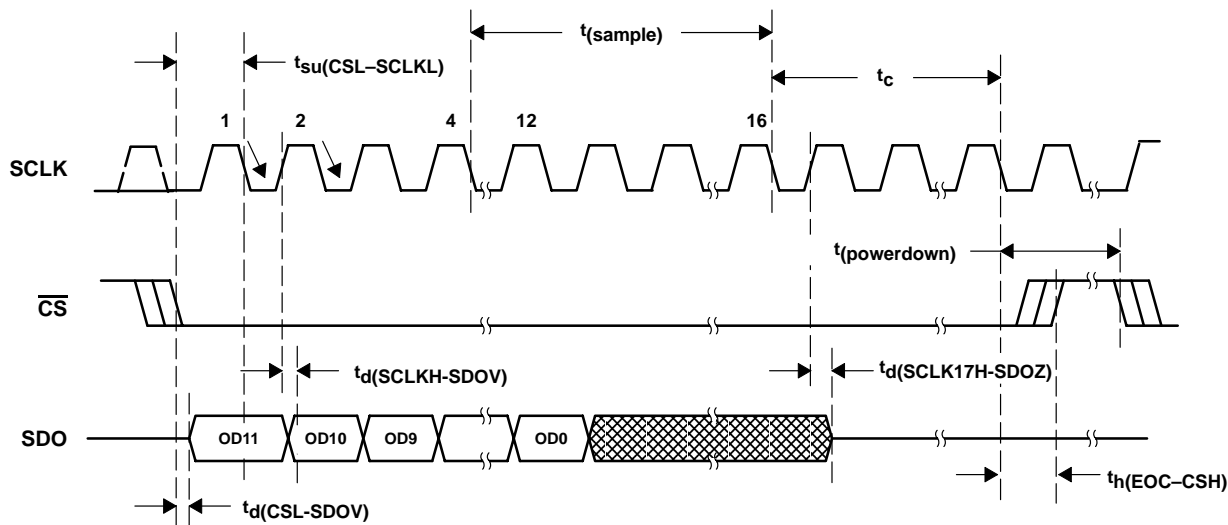 t(sample)
tsu(CSL–SCLKL)
tc
1 2 4 12 16
SCLK
t(powerdown)
CS
td(SCLKH-SDOV)
td(SCLK17H-SDOZ)
SDO
OD11 OD10 OD9 OD0
th(EOC–CSH)
td(CSL-SDOV)